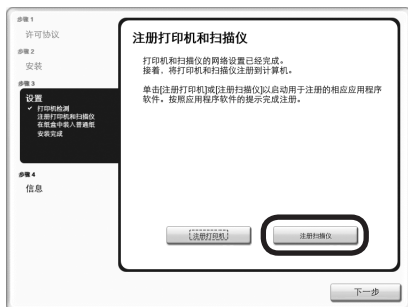 步骤 1
许可协议
步骤 2
安装
步骤 3
设置
✓ 打印机检测
注册打印机和扫描仪
在纸盒中装入普通纸
安装完成
步骤 4
信息
注册打印机和扫描仪
打印机和扫描仪的网络设置已经完成。
接着，将打印机和扫描仪注册到计算机。
单击[注册打印机]或[注册扫描仪]以启动用于注册的相应应用程序
软件。按照应用程序软件的提示完成注册。
注册打印机
注册扫描仪
下一步